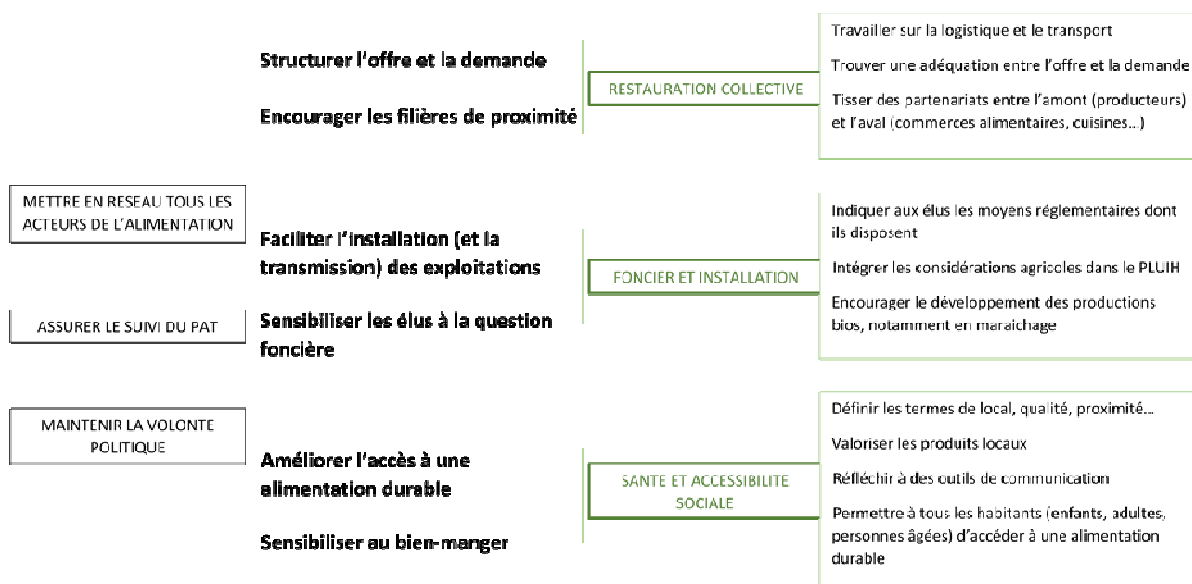 METTRE EN RESEAU TOUS LES
ACTEURS DE L'ALIMENTATION
ASSURER LE SUIVI DU PAT
MAINTENIR LA VOLONTE
POLITIQUE
Structurer l'offre et la demande
Encourager les filières de proximité
RESTAURATION COLLECTIVE
Travailler sur la logistique et le transport
Trouver une adéquation entre l'offre et la demande
Tisser des partenariats entre l'amont (producteurs)
et l'aval (commerces alimentaires, cuisines...)
Faciliter l'installation (et la
transmission) des exploitations
Sensibiliser les élus à la question
foncière
FONCIER ET INSTALLATION
Indiquer aux élus les moyens réglementaires dont
ils disposent
Intégrer les considérations agricoles dans le PLUIH
Encourager le développement des productions
bios, notamment en maraichage
Améliorer l'accès à une
alimentation durable
Sensibiliser au bien-manger
SANTE ET ACCESSIBILITE
SOCIALE
Définir les termes de local, qualité, proximité...
Valoriser les produits locaux
Réfléchir à des outils de communication
Permettre à tous les habitants (enfants, adultes,
personnes âgées) d'accéder à une alimentation
durable